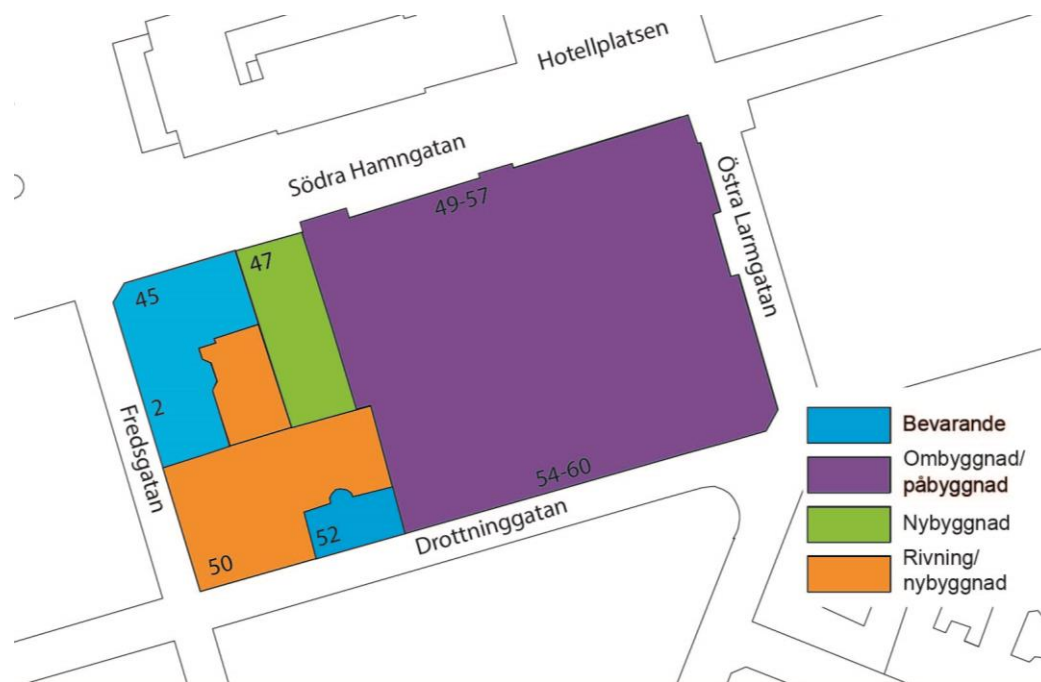 Hotellplatsen
Södra Hamngatan
Östra Larmgatan
49-57
47
45
2
Fredsgatan
54-60
52
50
Drottninggatan
Bevarande
Ombyggnad/
påbyggnad
Nybyggnad
Rivning/
nybyggnad